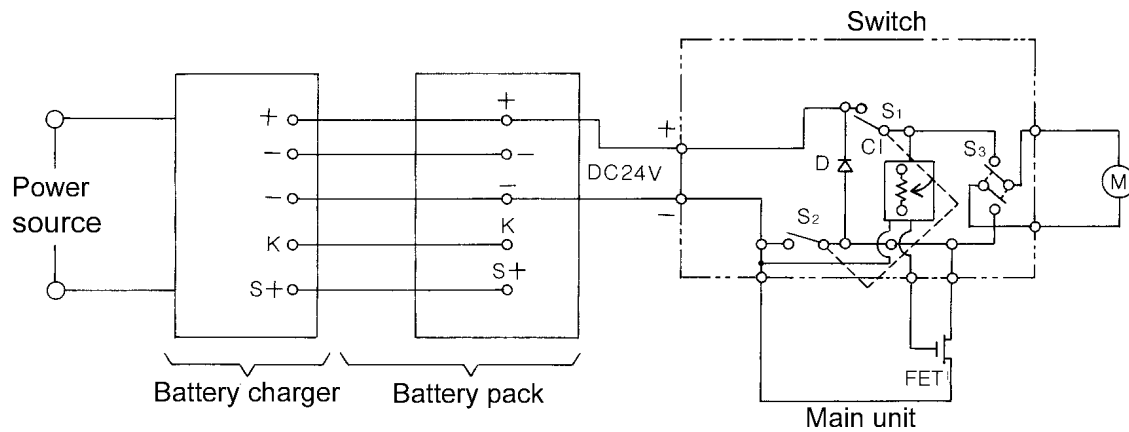 Switch
+
+
S1
+
CI
S3
-
-
D
DC24V
M
Power
source
-
-
-
S2
K
K
S+
S+
FET
Battery charger
Battery pack
Main unit